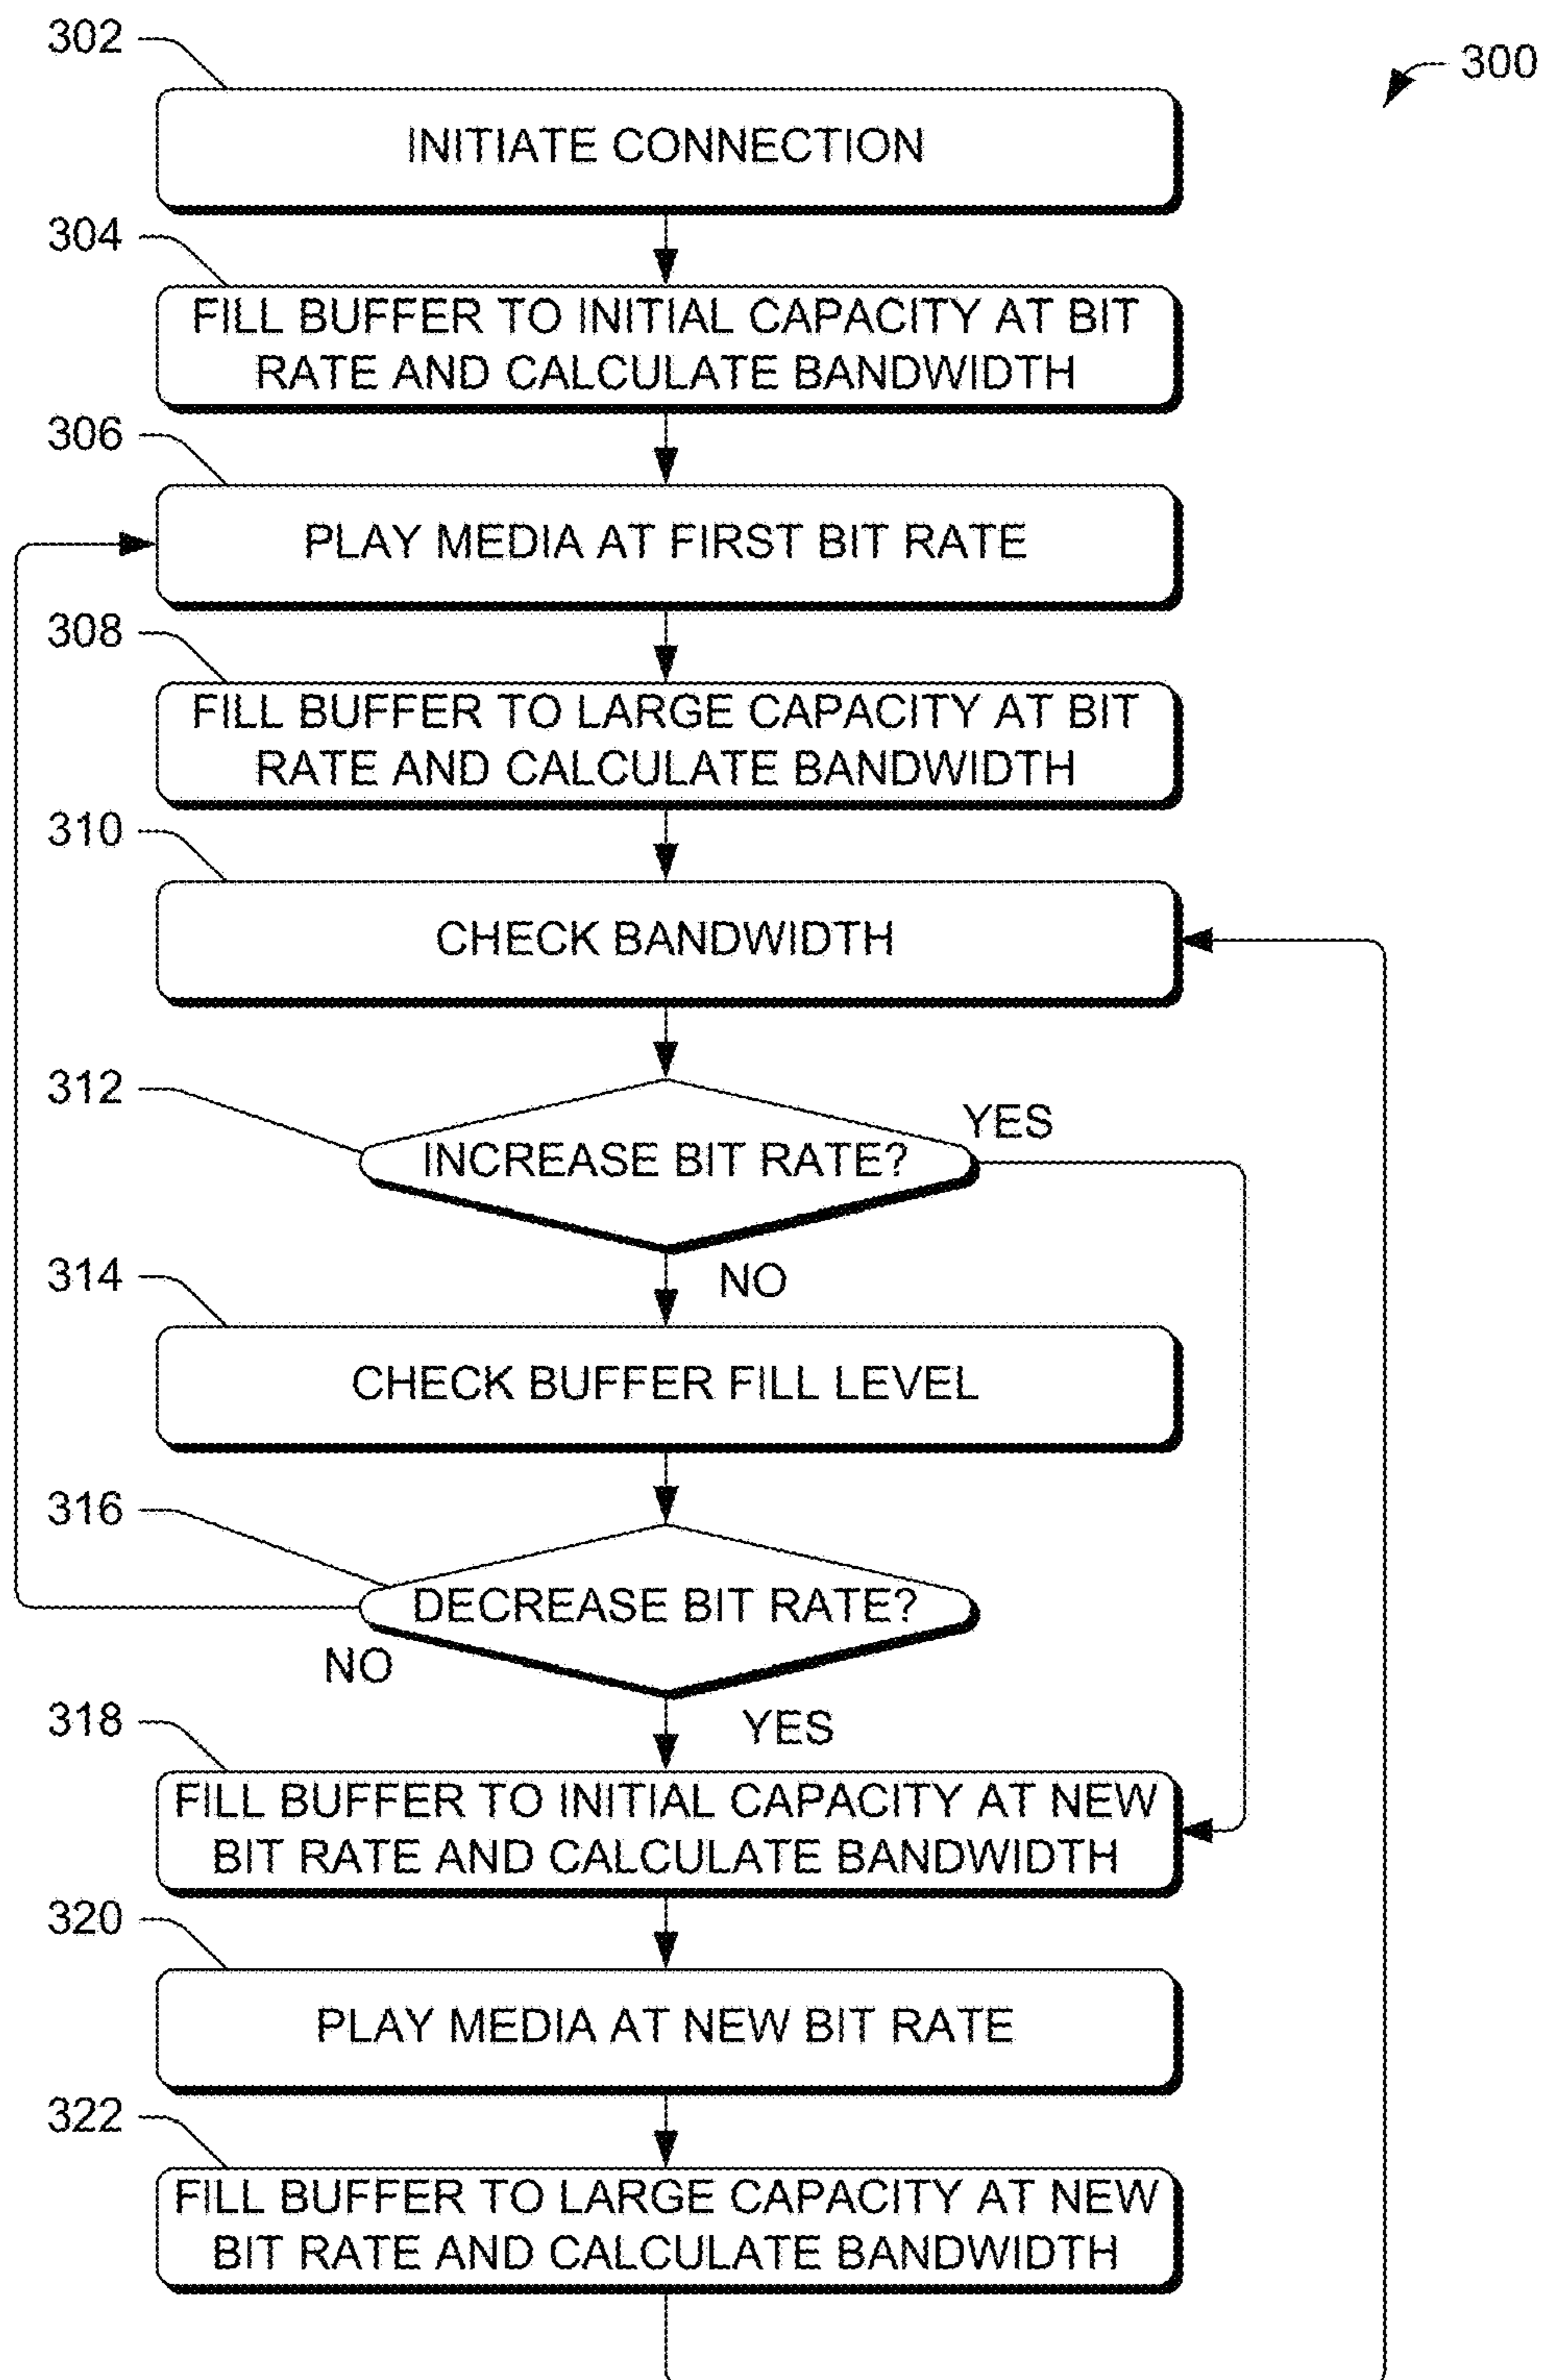 302
300
INITIATE CONNECTION
304
FILL BUFFER TO INITIAL CAPACITY AT BIT
RATE AND CALCULATE BANDWIDTH
306
PLAY MEDIA AT FIRST BIT RATE
308
FILL BUFFER TO LARGE CAPACITY AT BIT
RATE AND CALCULATE BANDWIDTH
310
CHECK BANDWIDTH
312
YES
INCREASE BIT RATE?
NO
314
CHECK BUFFER FILL LEVEL
316
DECREASE BIT RATE?
NO
YES
318
FILL BUFFER TO INITIAL CAPACITY AT NEW
BIT RATE AND CALCULATE BANDWIDTH
320
PLAY MEDIA AT NEW BIT RATE
322
FILL BUFFER TO LARGE CAPACITY AT NEW
BIT RATE AND CALCULATE BANDWIDTH